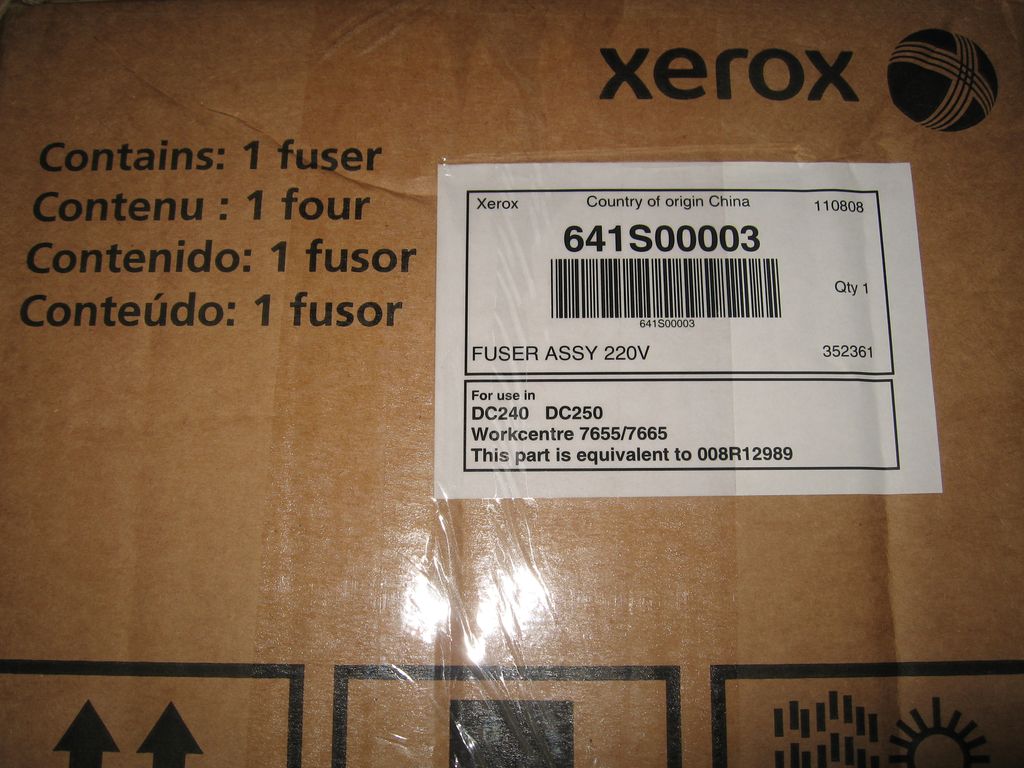 xerox
Contains: 1 fuser
Contenu : 1 four
Contenido: 1 fusor
Conteúdo: 1 fusor
Xerox Country of origin China 110808
641S00003
Qty 1
641S00003
FUSER ASSY 220V 352361
For use in
DC240 DC250
Workcentre 7655/7665
This part is equivalent to 008R12989